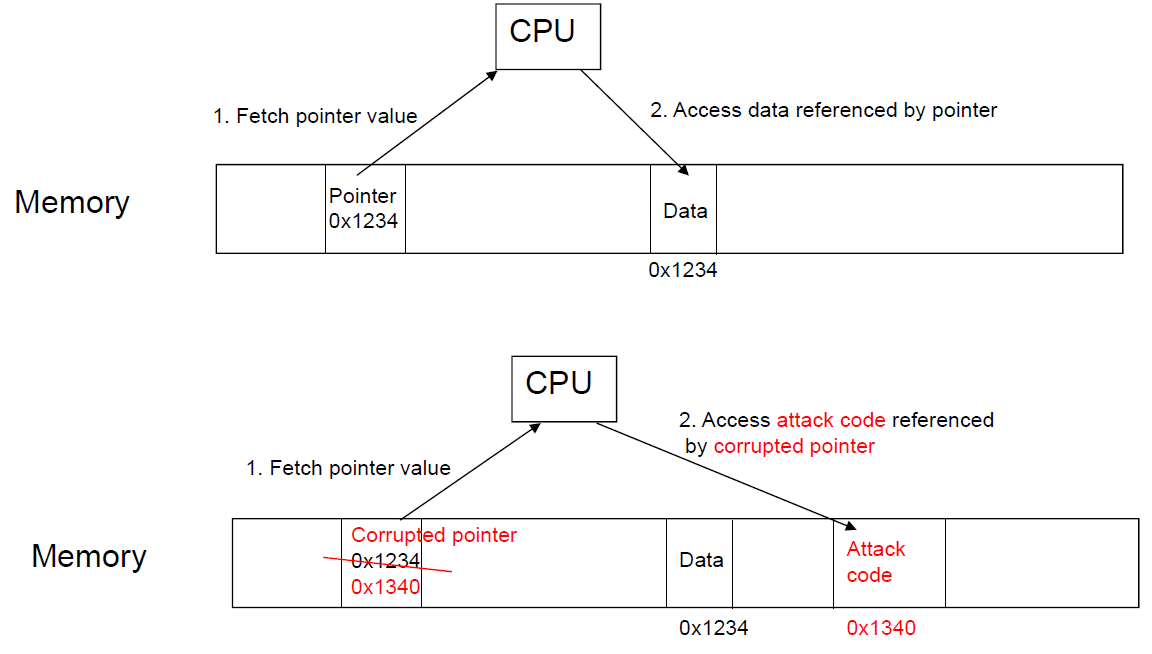 CPU
1. Fetch pointer value
2. Access data referenced by pointer
Memory
Pointer
0x1234
Data
0x1234
CPU
2. Access attack code referenced
by corrupted pointer
1. Fetch pointer value
Memory
Corrupted pointer
0x1234
0x1340
Data
Attack
code
0x1234
0x1340